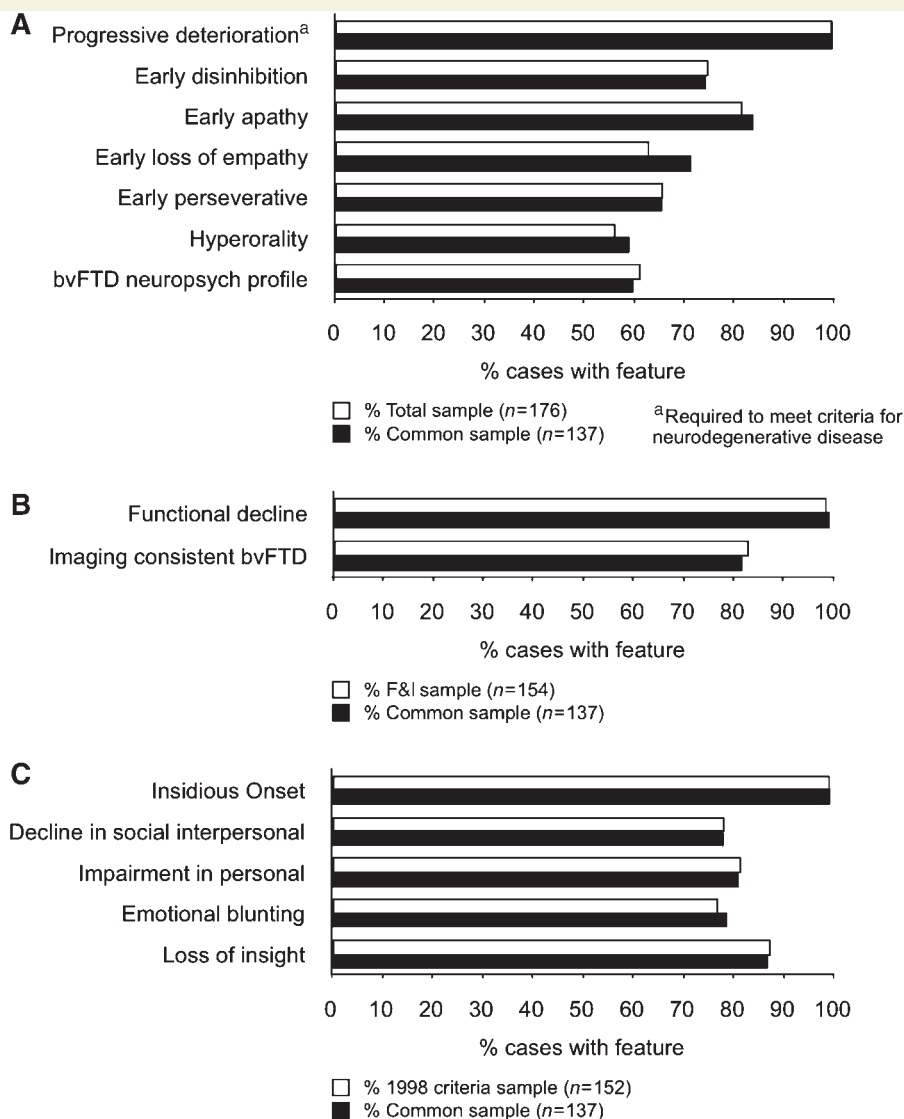 A
Progressive deteriorationᵃ
Early disinhibition
Early apathy
Early loss of empathy
Early perseverative
Hyperorality
bvFTD neuropsych profile
0 10 20 30 40 50 60 70 80 90 100
% cases with feature
% Total sample (n=176)
% Common sample (n=137)
ᵃRequired to meet criteria for
neurodegenerative disease
B
Functional decline
Imaging consistent bvFTD
0 10 20 30 40 50 60 70 80 90 100
% cases with feature
% F&I sample (n=154)
% Common sample (n=137)
C
Insidious Onset
Decline in social interpersonal
Impairment in personal
Emotional blunting
Loss of insight
0 10 20 30 40 50 60 70 80 90 100
% cases with feature
% 1998 criteria sample (n=152)
% Common sample (n=137)